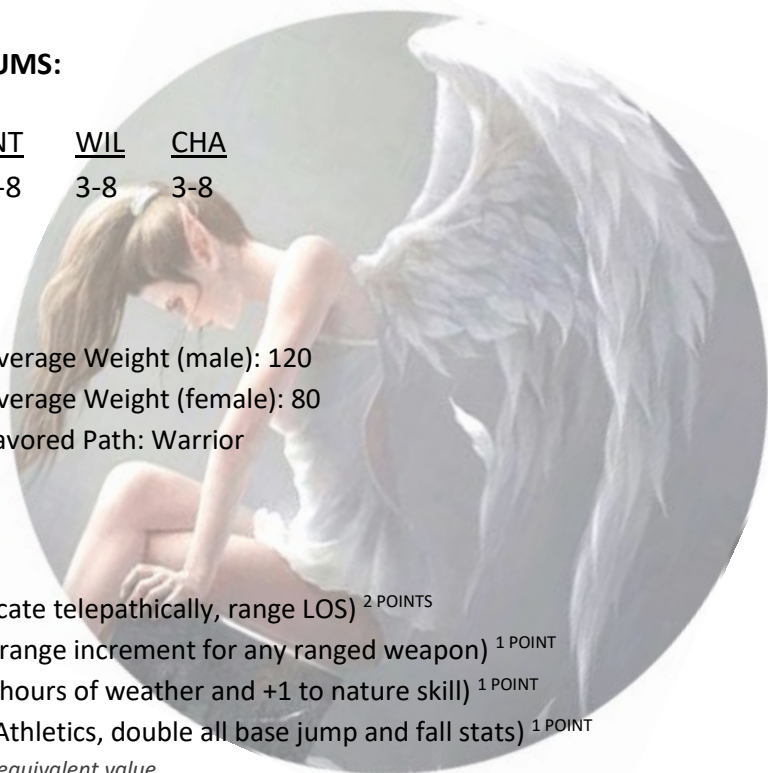 UMS:
NT WIL CHA
-8 3-8 3-8
verage Weight (male): 120
verage Weight (female): 80
avored Path: Warrior
cate telepathically, range LOS) 2 POINTS
range increment for any ranged weapon) 1 POINT
hours of weather and +1 to nature skill) 1 POINT
Athletics, double all base jump and fall stats) 1 POINT
equivalent value